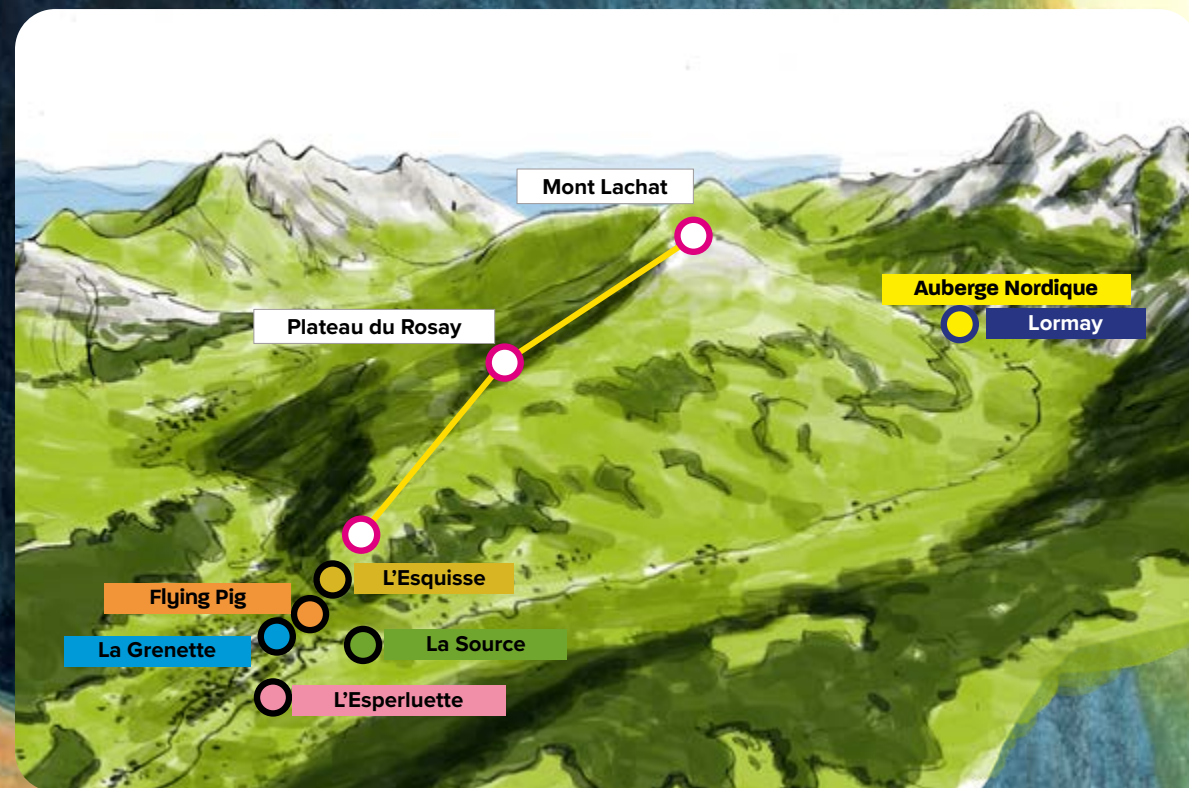 Mont Lachat
Auberge Nordique
Lormay
Plateau du Rosay
L'Esquisse
Flying Pig
La Grenette
La Source
L'Esperluette